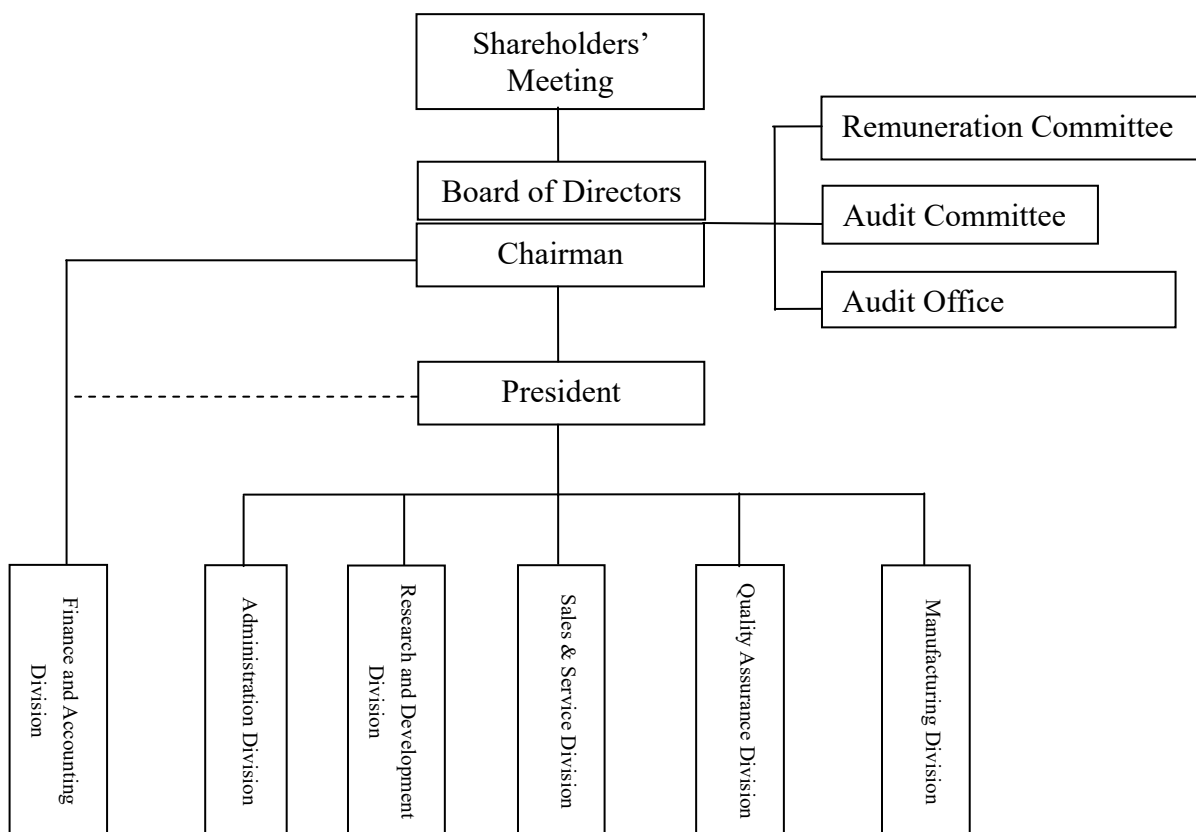 Shareholders’
Meeting
Remuneration Committee
Board of Directors
Audit Committee
Chairman
Audit Office
President
Finance and Accounting
Division
Administration Division
Research and Development
Division
Sales & Service Division
Quality Assurance Division
Manufacturing Division